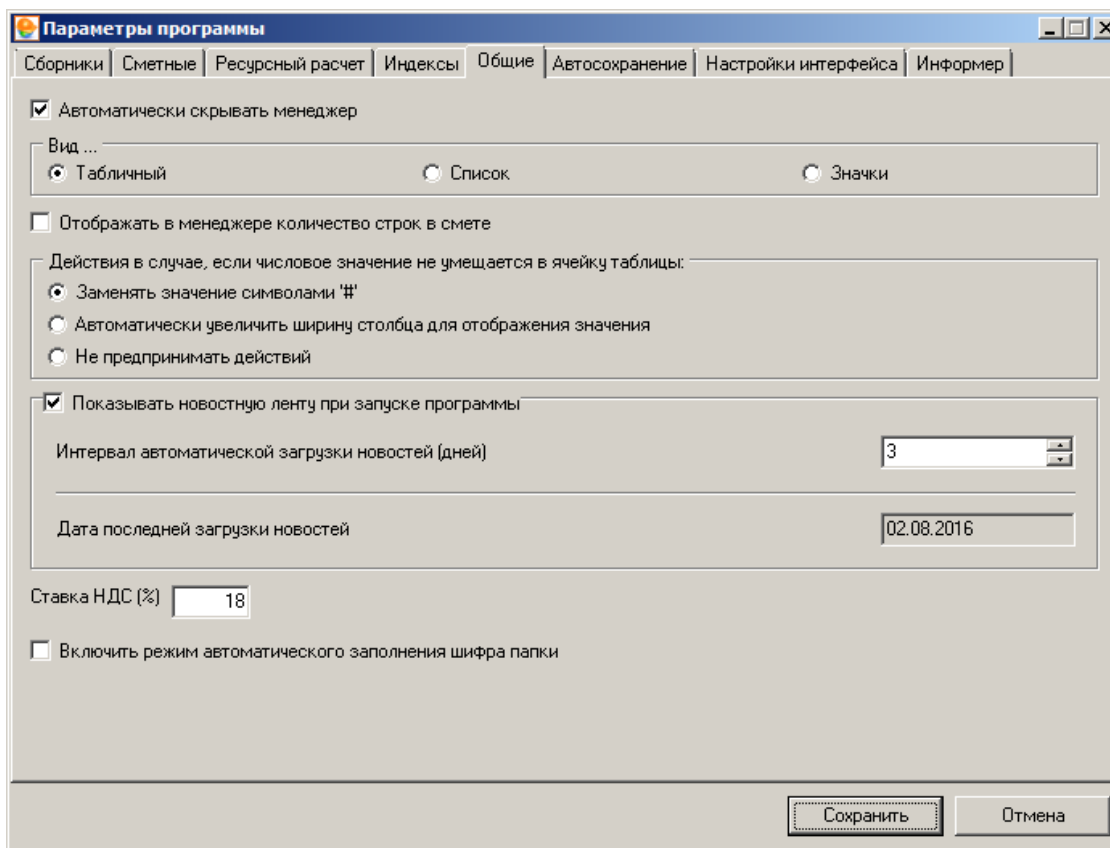 Параметры программы
Сборники Сметные Ресурсный расчет Индексы Общие Автосохранение Настройки интерфейса Информер
Автоматически скрывать менеджер
Вид ...
Табличный Список Значки
Отображать в менеджере количество строк в смете
Действия в случае, если числовое значение не умещается в ячейку таблицы:
Заменять значение символами '#'
Автоматически увеличить ширину столбца для отображения значения
Не предпринимать действий
Показывать новостную ленту при запуске программы
Интервал автоматической загрузки новостей (дней) 3
Дата последней загрузки новостей 02.08.2016
Ставка НДС (%) 18
Включить режим автоматического заполнения шифра папки
Сохранить Отмена